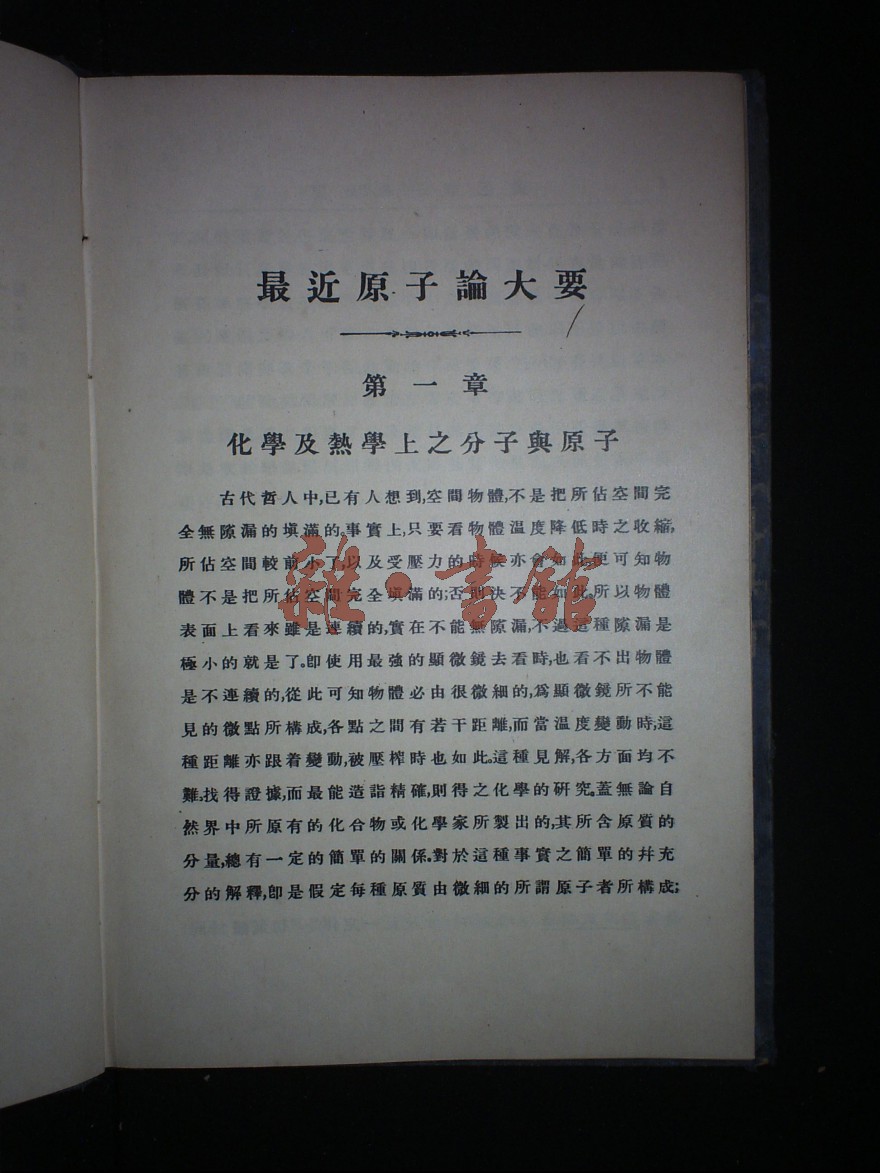 最近原子論大要
第一章
化學及熱學上之分子與原子
古代哲人中,已有人想到,空間物體,不是把所佔空間完
全無隙漏的填滿的。事實上,只要看物體温度降低時之收縮,
所佔空間較前小了;以及受壓力的時候亦會如此,便可知物
體不是把所佔空間完全填滿的;否則決不能如此。所以物體
表面上看來雖是連續的,實在不能無隙漏,不過這種隙漏是
極小的就是了。卽使用最強的顯微鏡去看時,也看不出物體
是不連續的,從此可知物體必由很微細的,爲顯微鏡所不能
見的微點所構成,各點之間有若干距離,而當温度變動時,這
種距離亦跟着變動,被壓榨時也如此。這種見解,各方面均不
難找得證據,而最能造詣精確,則得之化學的研究。蓋無論自
然界中所原有的化合物或化學家所製出的,其所含原質的
分量,總有一定的簡單的關係。對於這種事實之簡單的幷充
分的解釋,卽是假定每種原質由微細的所謂原子者所構成;
雜·書館